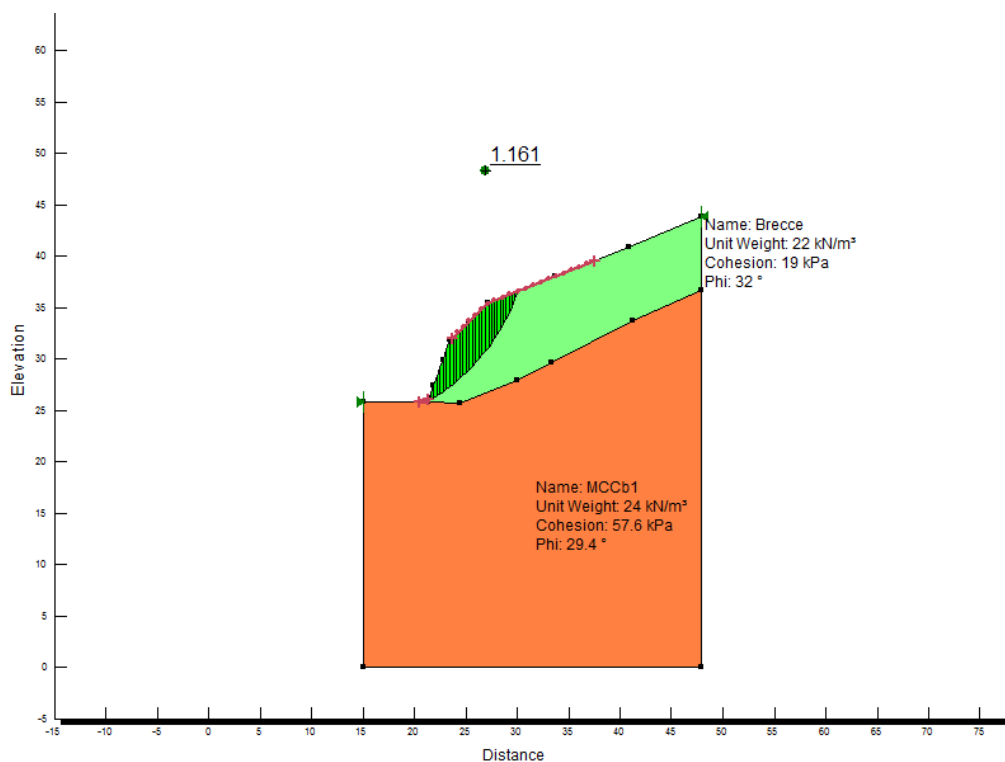 60
55
50
45
40
35
30
25
20
15
10
5
0
-5
Elevation
1.161
Name: Brecce
Unit Weight: 22 kN/m³
Cohesion: 19 kPa
Phi: 32 °
Name: MCCb1
Unit Weight: 24 kN/m³
Cohesion: 57.6 kPa
Phi: 29.4 °
-15 -10 -5 0 5 10 15 20 25 30 35 40 45 50 55 60 65 70 75
Distance